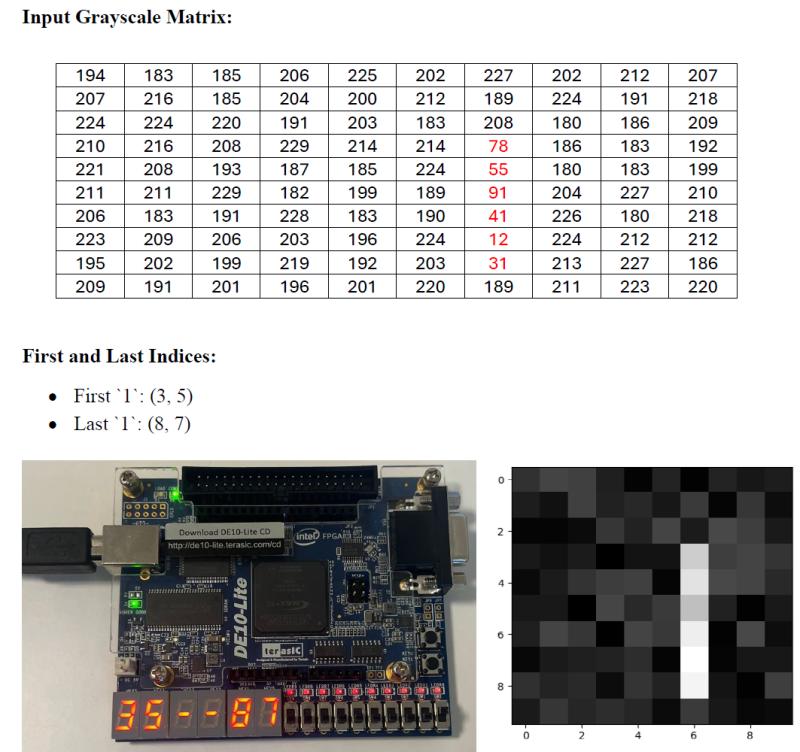 Input Grayscale Matrix:
194 183 185 206 225 202 227 202 212 207
207 216 185 204 200 212 189 224 191 218
224 224 220 191 203 183 208 180 186 209
210 216 208 229 214 214 78 186 183 192
221 208 193 187 185 224 55 180 183 199
211 211 229 182 199 189 91 204 227 210
206 183 191 228 183 190 41 226 180 218
223 209 206 203 196 224 12 224 212 212
195 202 199 219 192 203 31 213 227 186
209 191 201 196 201 220 189 211 223 220
First and Last Indices:
• First `1`: (3, 5)
• Last `1`: (8, 7)
Download DE10-Lite CD
http://de10-lite.terasic.com/cd
intel FPGA
DE10-Lite
terasic
35--87
0
2
4
6
8
0 2 4 6 8